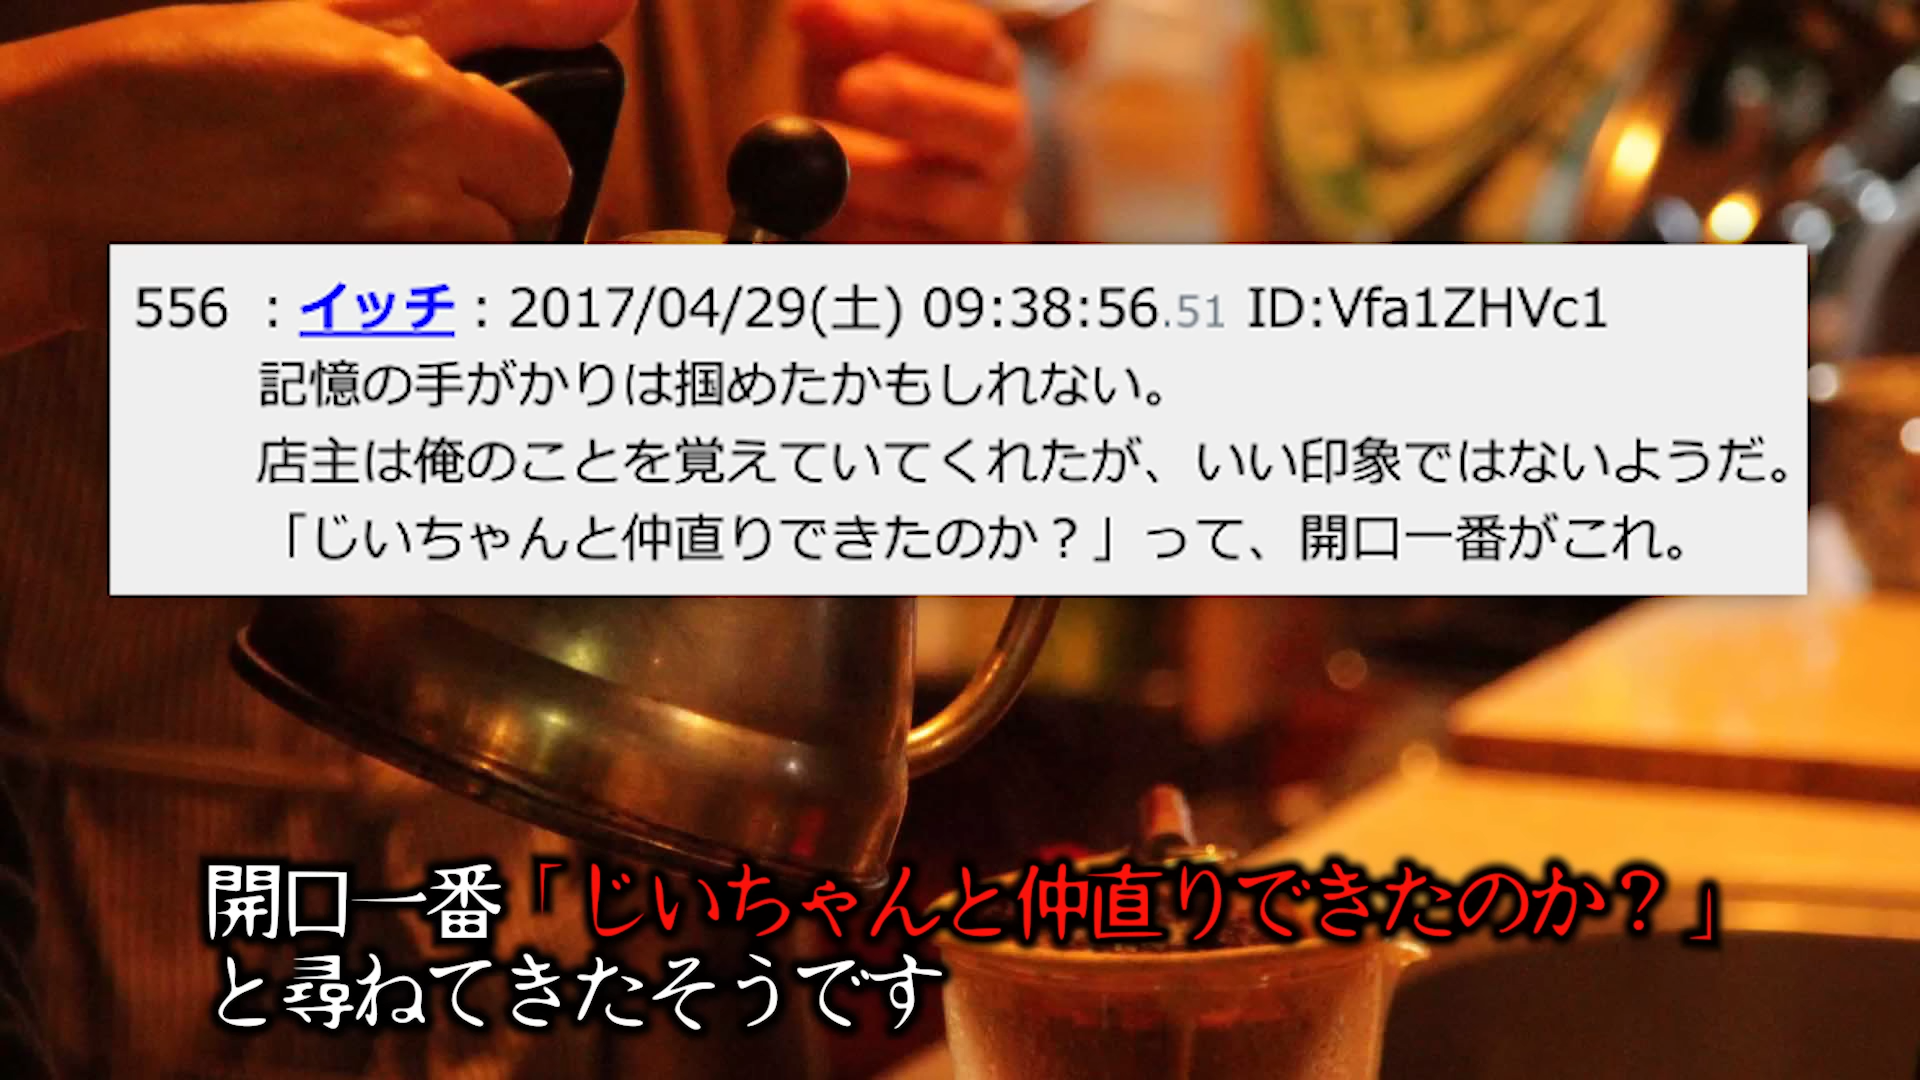 556 ：イッチ：2017/04/29(土) 09:38:56.51 ID:Vfa1ZHVc1
記憶の手がかりは掴めたかもしれない。
店主は俺のことを覚えていてくれたが、いい印象ではないようだ。
「じいちゃんと仲直りできたのか？」って、開口一番がこれ。
開口一番「じいちゃんと仲直りできたのか？」
と尋ねてきたそうです